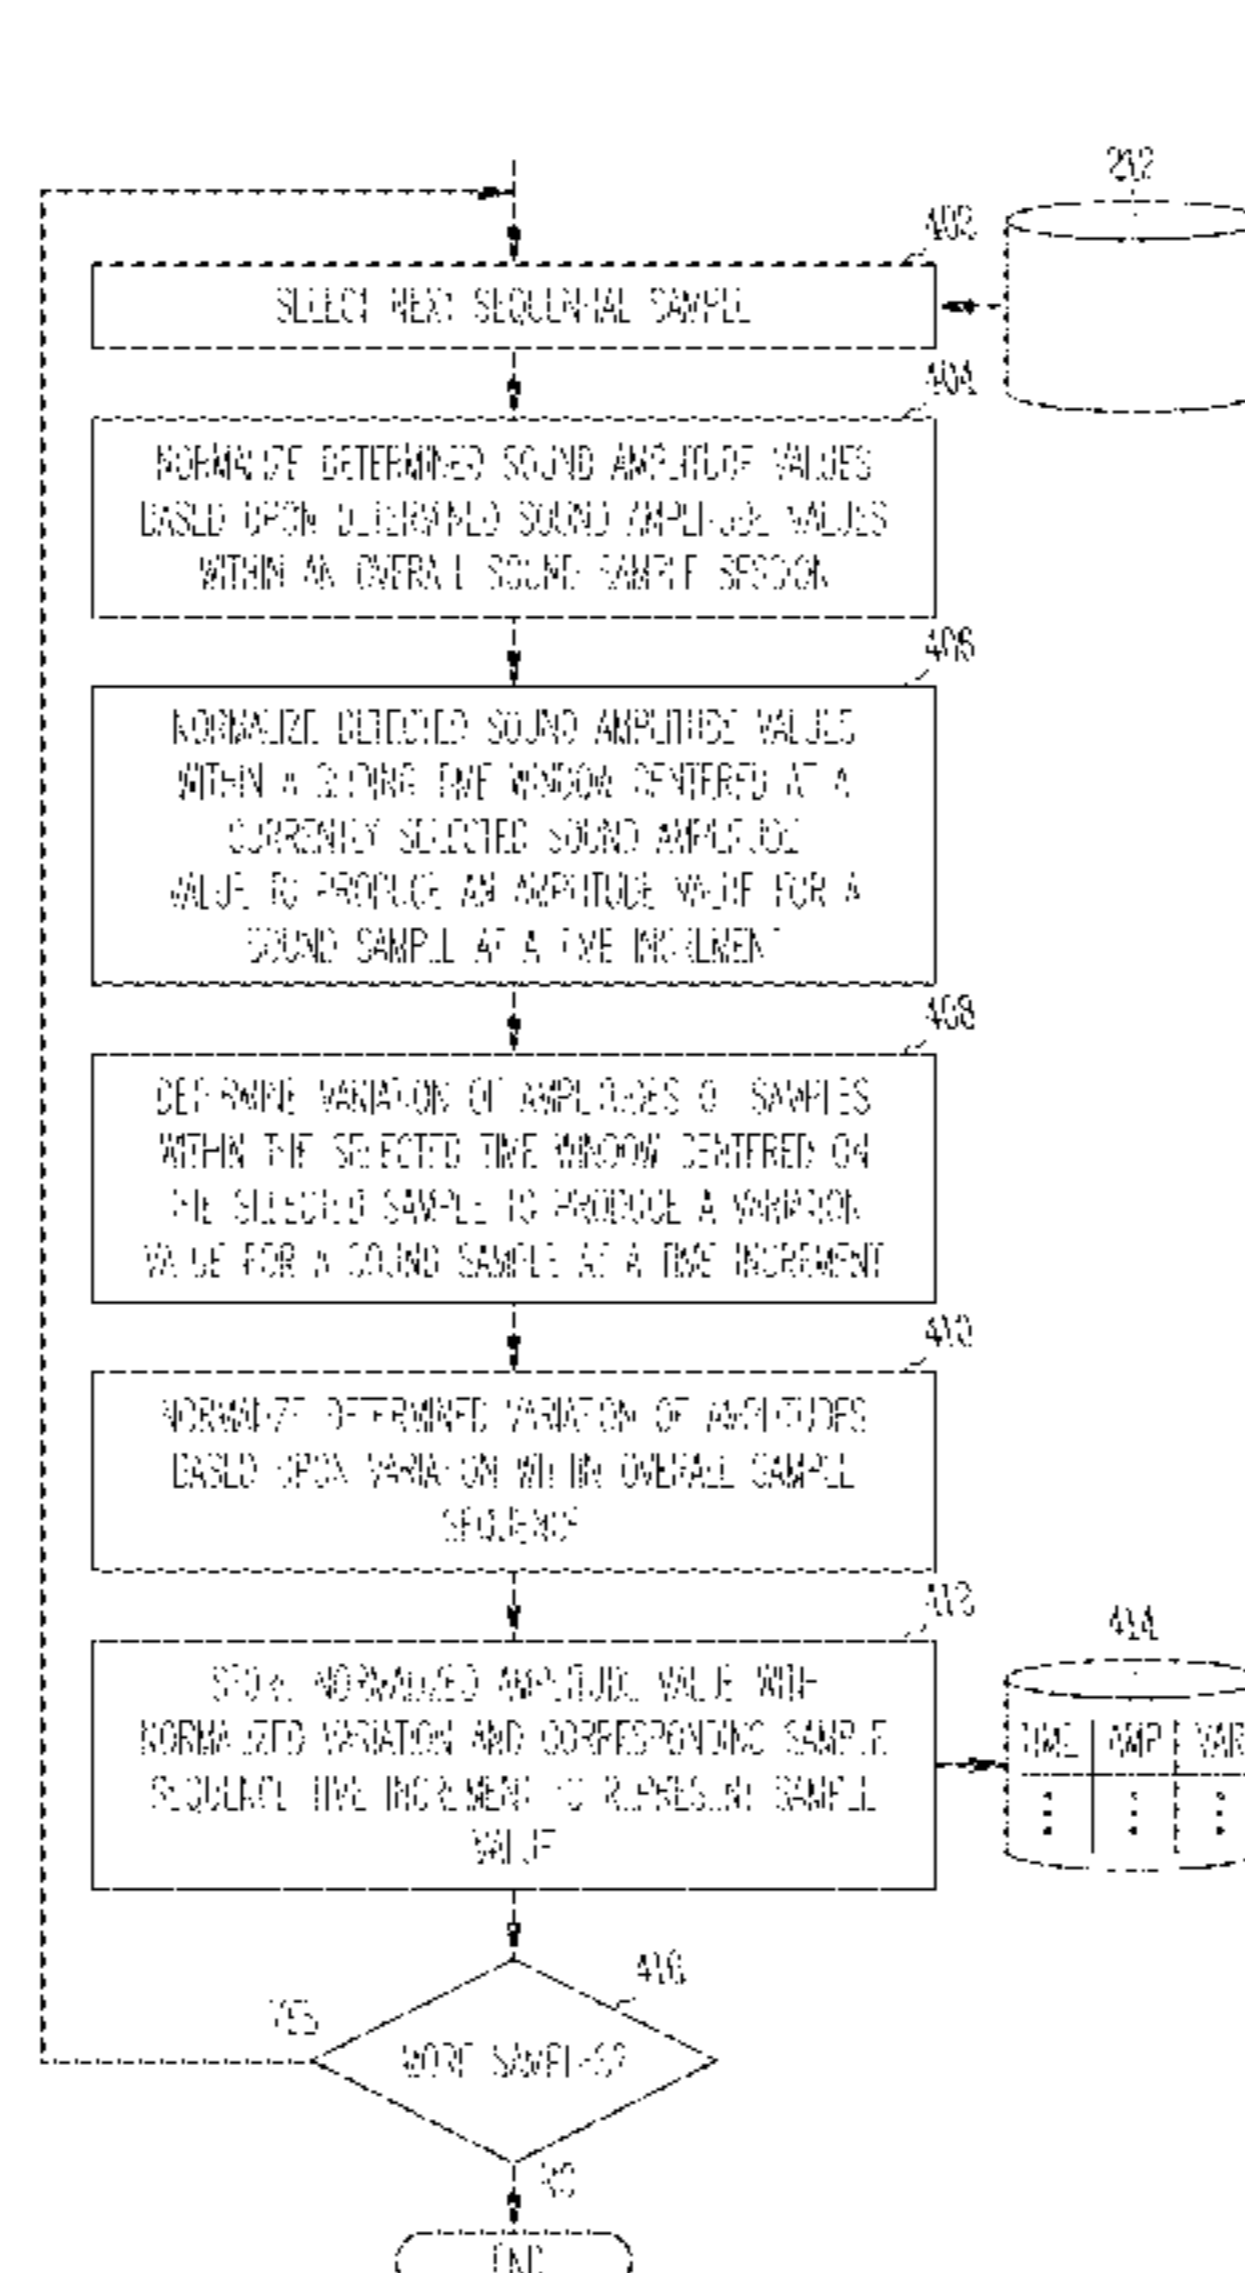 402
SELECT NEXT SEQUENTIAL SAMPLE
404
NORMALIZE DETERMINED SOUND AMPLITUDE VALUES
BASED UPON DETERMINED SOUND AMPLITUDE VALUES
WITHIN AN OVERALL SOUND SAMPLE SESSION
406
NORMALIZE DETECTED SOUND AMPLITUDE VALUES
WITHIN A SLIDING TIME WINDOW CENTERED AT A
CURRENTLY SELECTED SOUND AMPLITUDE
VALUE TO PRODUCE AN AMPLITUDE VALUE FOR A
SOUND SAMPLE AT A TIME INCREMENT
408
DETERMINE VARIATION OF AMPLITUDES OF SAMPLES
WITHIN THE SELECTED TIME WINDOW CENTERED ON
THE SELECTED SAMPLE TO PRODUCE A VARIATION
VALUE FOR A SOUND SAMPLE AT A TIME INCREMENT
410
NORMALIZE DETERMINED VARIATION OF AMPLITUDES
BASED UPON VARIATION WITHIN OVERALL SAMPLE
SEQUENCE
412
STORE NORMALIZED AMPLITUDE VALUE WITH
NORMALIZED VARIATION AND CORRESPONDING SAMPLE
SEQUENCE TIME INCREMENT TO REPRESENT SAMPLE
VALUE
414
TIME AMP VAR
416
YES
MORE SAMPLES?
NO
END